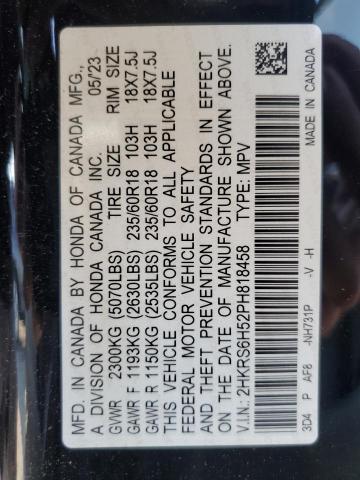 MFD. IN CANADA BY HONDA OF CANADA MFG.,
A DIVISION OF HONDA CANADA INC. 05/23
GVWR 2300KG (5070LBS) TIRE SIZE RIM SIZE
GAWR F 1193KG (2630LBS) 235/60R18 103H 18X7.5J
GAWR R 1150KG (2535LBS) 235/60R18 103H 18X7.5J
THIS VEHICLE CONFORMS TO ALL APPLICABLE
FEDERAL MOTOR VEHICLE SAFETY
AND THEFT PREVENTION STANDARDS IN EFFECT
ON THE DATE OF MANUFACTURE SHOWN ABOVE.
V.I.N.: 2HKRS6H52PH818458 TYPE: MPV
3D4 P AF8 -NH731P -V -H MADE IN CANADA